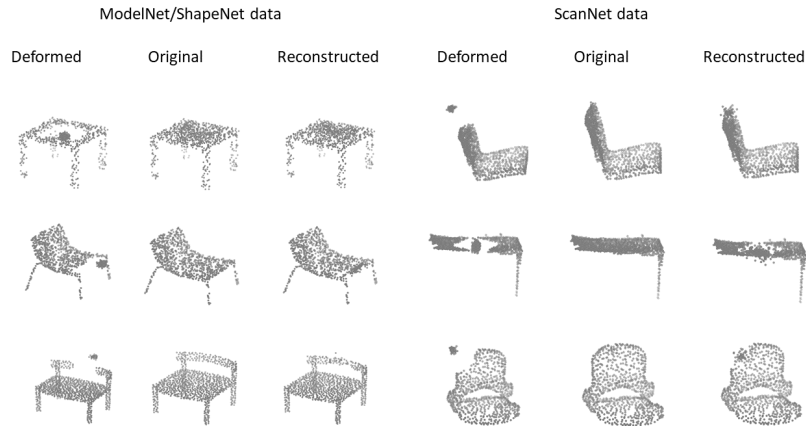 ModelNet/ShapeNet data ScanNet data
Deformed Original Reconstructed Deformed Original Reconstructed